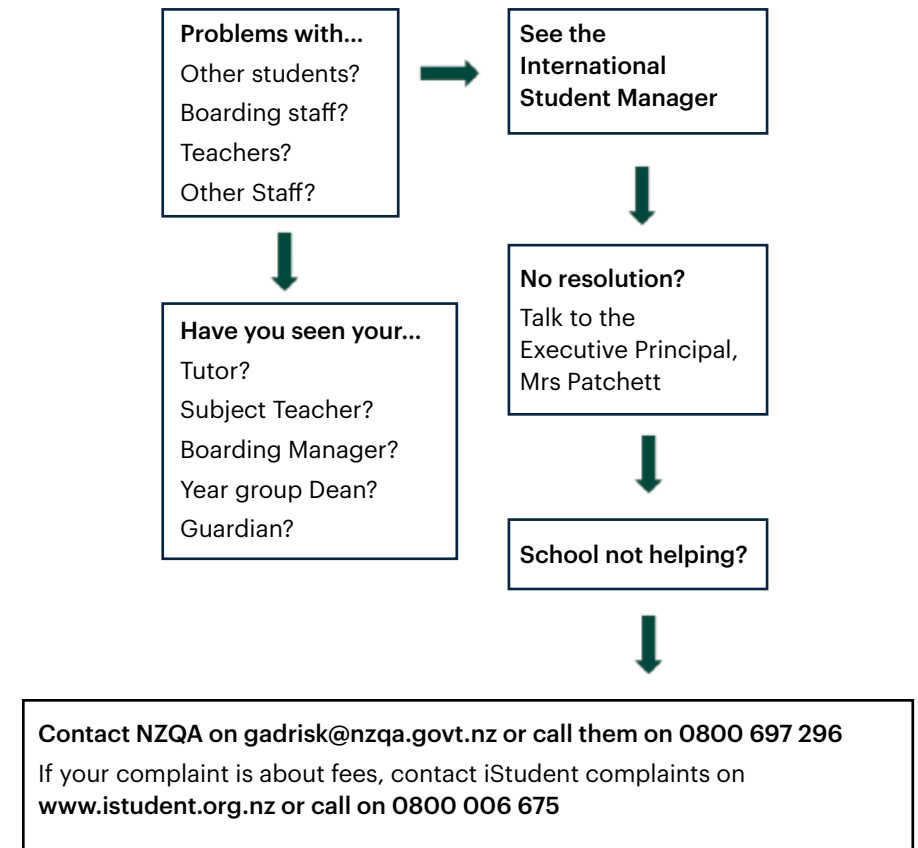 Problems with...
Other students?
Boarding staff?
Teachers?
Other Staff?
See the
International
Student Manager
Have you seen your...
Tutor?
Subject Teacher?
Boarding Manager?
Year group Dean?
Guardian?
No resolution?
Talk to the
Executive Principal,
Mrs Patchett
School not helping?
Contact NZQA on gadrisk@nzqa.govt.nz or call them on 0800 697 296
If your complaint is about fees, contact iStudent complaints on
www.istudent.org.nz or call on 0800 006 675